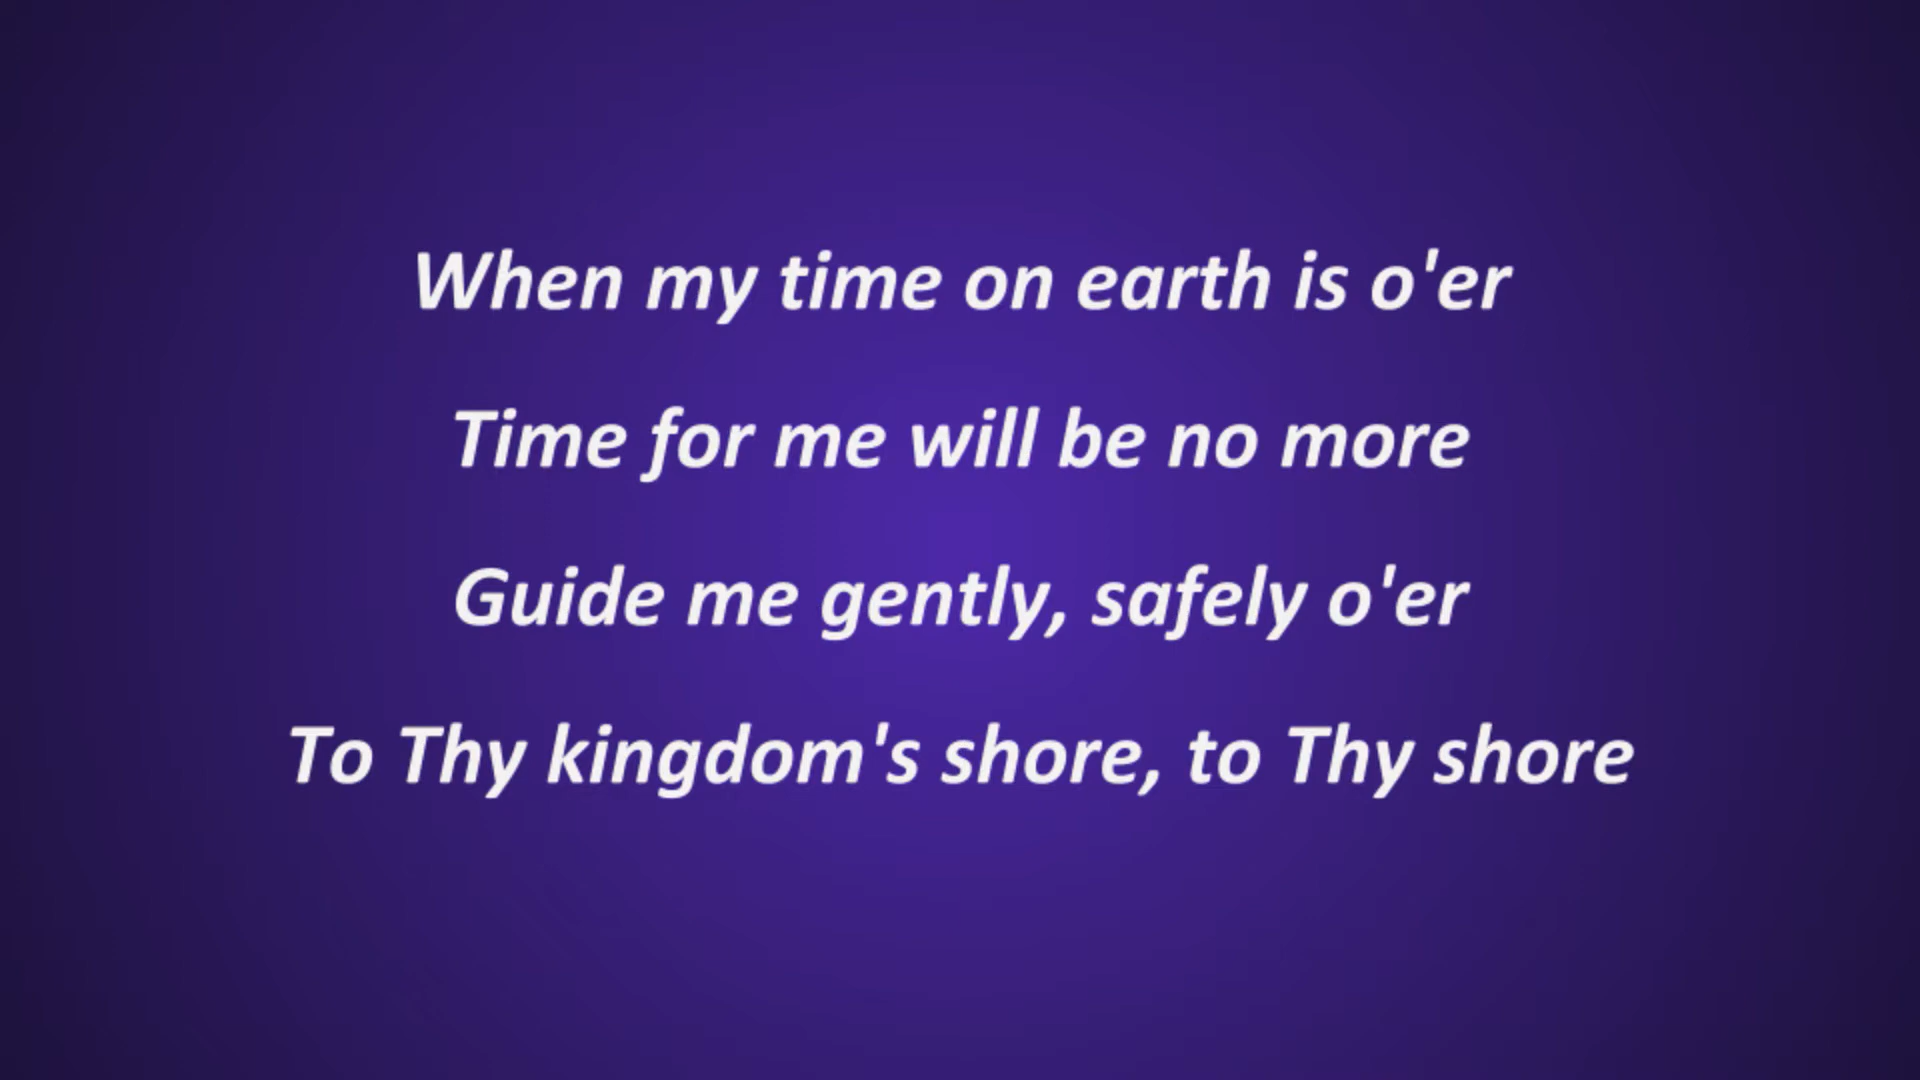 When my time on earth is o'er
Time for me will be no more
Guide me gently, safely o'er
To Thy kingdom's shore, to Thy shore